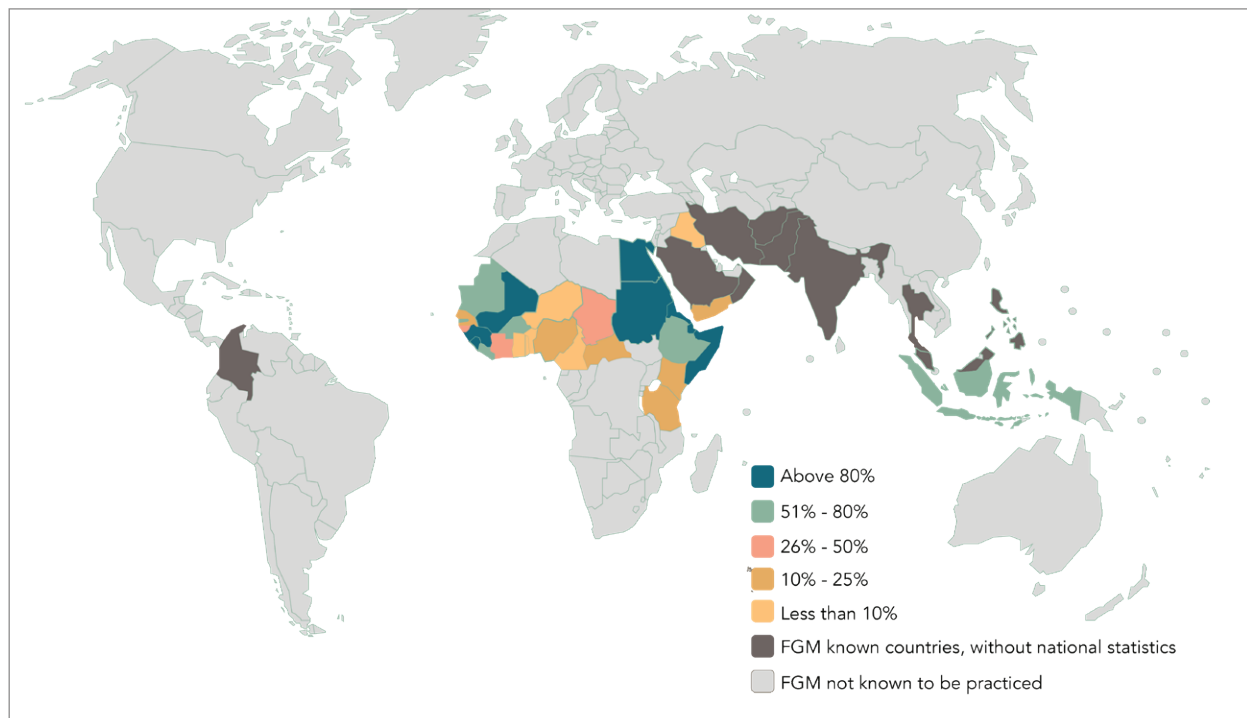 Above 80%
51% - 80%
26% - 50%
10% - 25%
Less than 10%
FGM known countries, without national statistics
FGM not known to be practiced